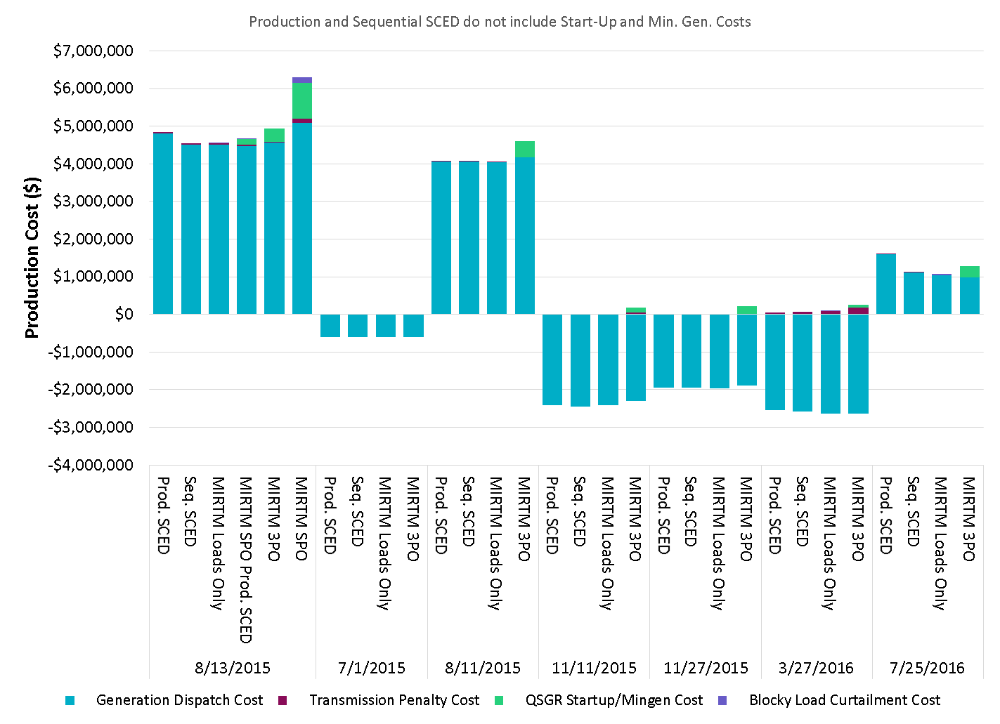 Production and Sequential SCED do not include Start-Up and Min. Gen. Costs
Production Cost ($)
$7,000,000
$6,000,000
$5,000,000
$4,000,000
$3,000,000
$2,000,000
$1,000,000
$0
-$1,000,000
-$2,000,000
-$3,000,000
-$4,000,000
Prod. SCED
Seq. SCED
MIRTM Loads Only
MIRTM SPO Prod. SCED
MIRTM 3PO
MIRTM SPO
Prod. SCED
Seq. SCED
MIRTM Loads Only
MIRTM 3PO
Prod. SCED
Seq. SCED
MIRTM Loads Only
MIRTM 3PO
Prod. SCED
Seq. SCED
MIRTM Loads Only
MIRTM 3PO
Prod. SCED
Seq. SCED
MIRTM Loads Only
MIRTM 3PO
Prod. SCED
Seq. SCED
MIRTM Loads Only
MIRTM 3PO
Prod. SCED
Seq. SCED
MIRTM Loads Only
MIRTM 3PO
8/13/2015
7/1/2015
8/11/2015
11/11/2015
11/27/2015
3/27/2016
7/25/2016
Generation Dispatch Cost
Transmission Penalty Cost
QSGR Startup/Mingen Cost
Blocky Load Curtailment Cost